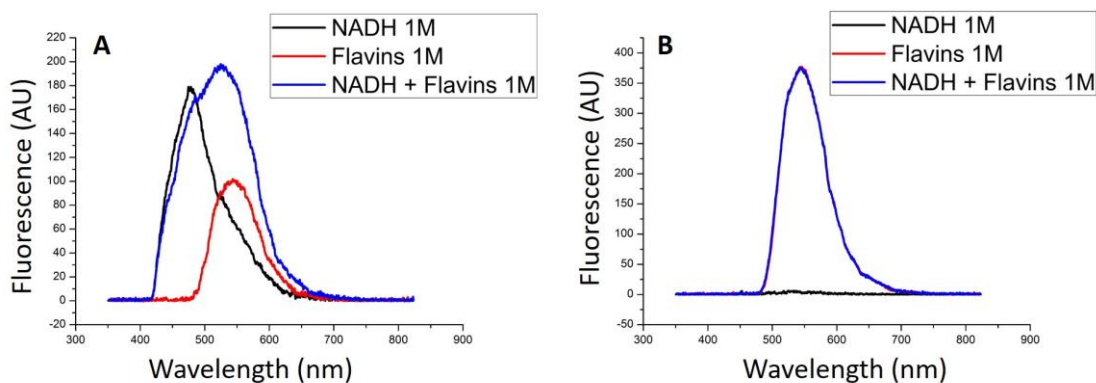 A
NADH 1M
Flavins 1M
NADH + Flavins 1M
Fluorescence (AU)
220
200
180
160
140
120
100
80
60
40
20
0
-20
300 400 500 600 700 800 900
Wavelength (nm)
B
NADH 1M
Flavins 1M
NADH + Flavins 1M
Fluorescence (AU)
400
350
300
250
200
150
100
50
0
-50
300 400 500 600 700 800 900
Wavelength (nm)